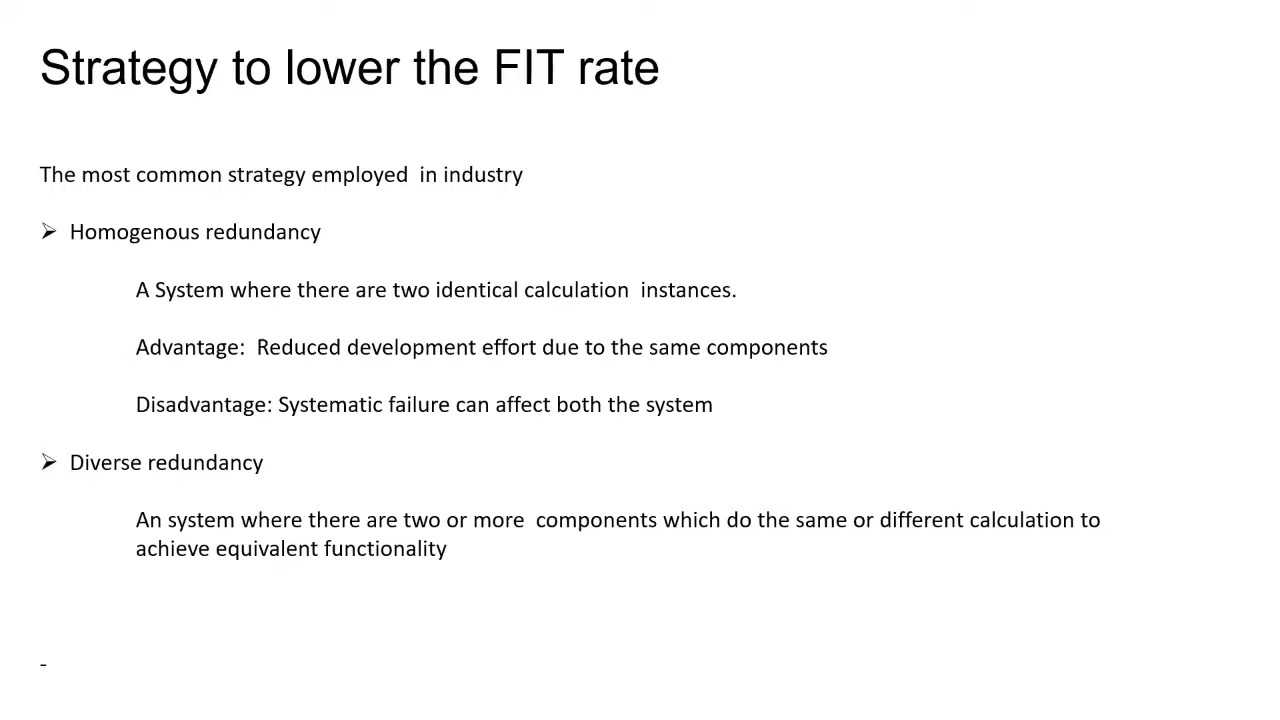 Strategy to lower the FIT rate
The most common strategy employed  in industry
➢ Homogenous redundancy
A System where there are two identical calculation  instances.
Advantage:  Reduced development effort due to the same components
Disadvantage: Systematic failure can affect both the system
➢ Diverse redundancy
An system where there are two or more  components which do the same or different calculation to
achieve equivalent functionality
-